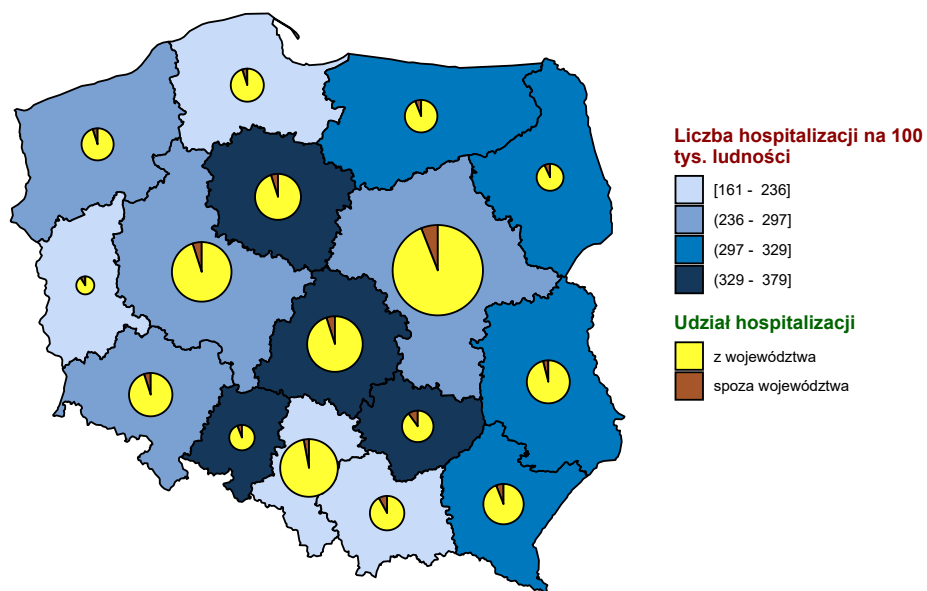 Liczba hospitalizacji na 100
tys. ludności
[161 - 236]
(236 - 297]
(297 - 329]
(329 - 379]
Udział hospitalizacji
z województwa
spoza województwa